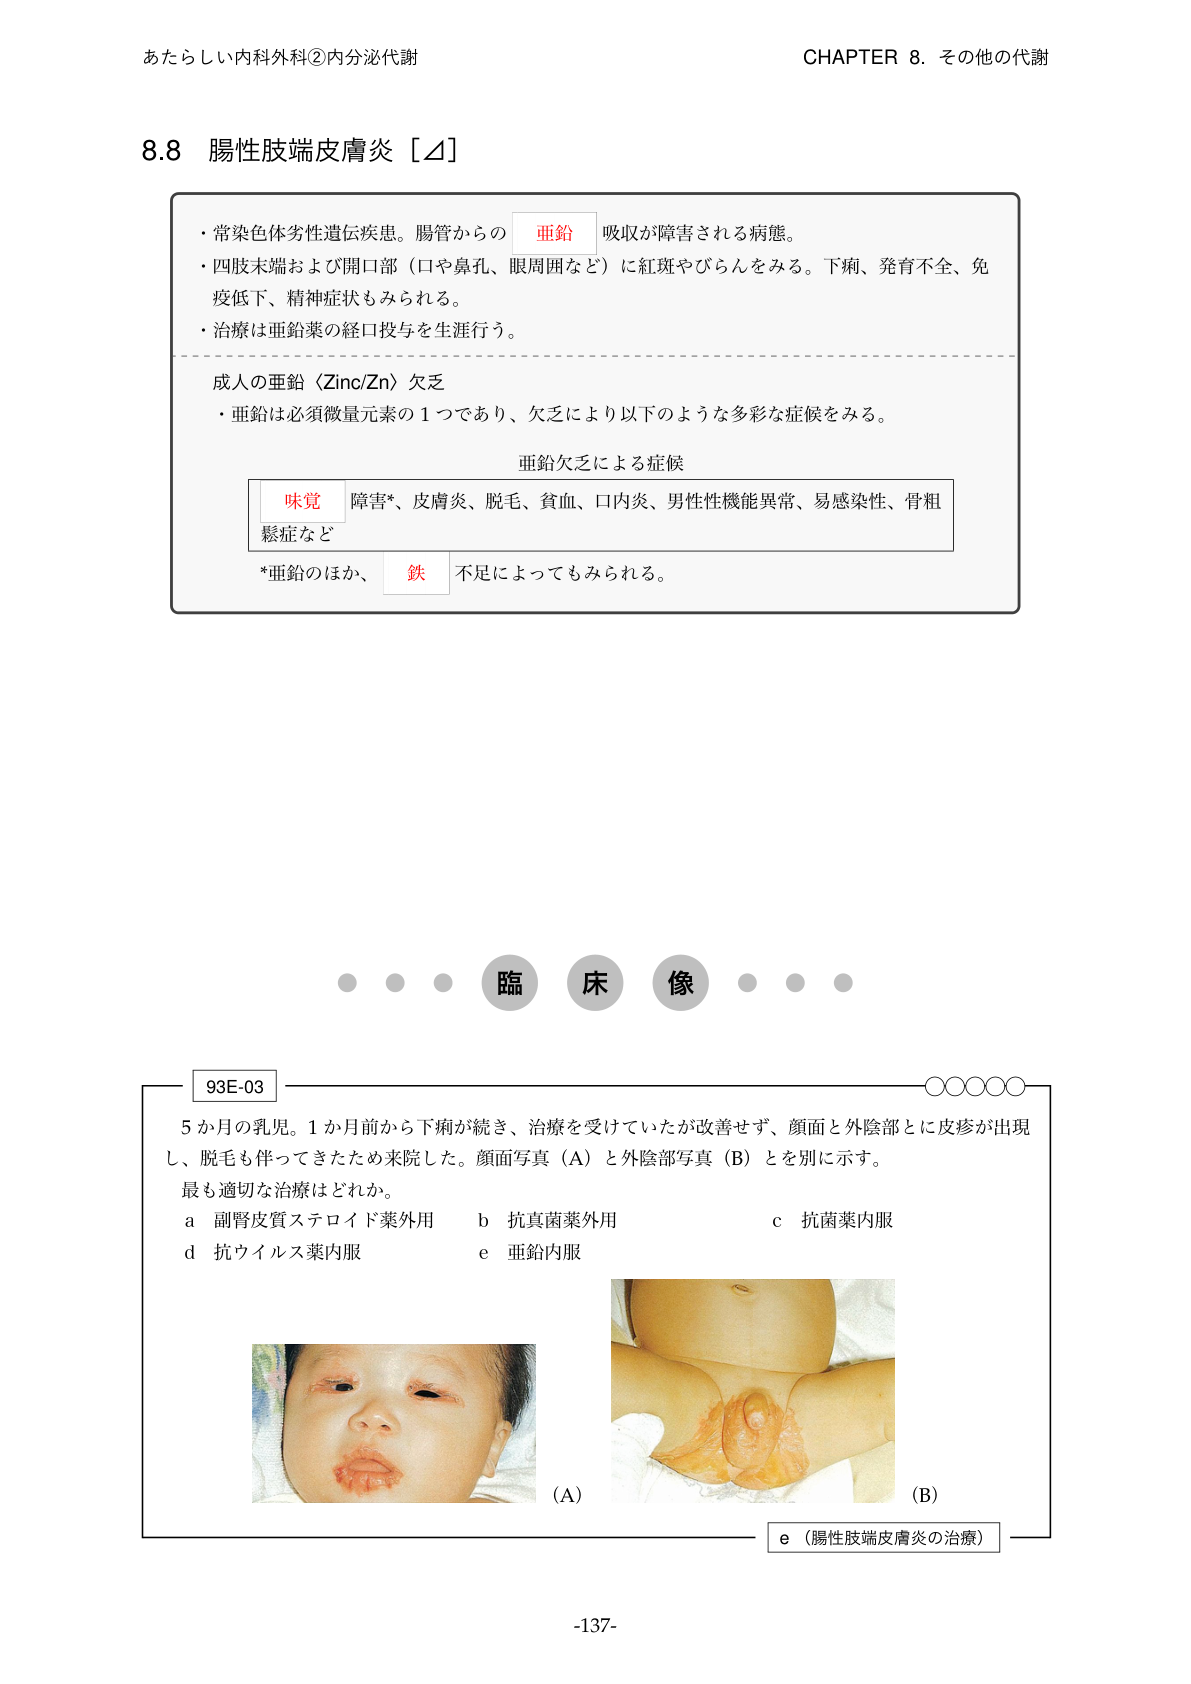 あたらしい内科外科②内分泌代謝
CHAPTER 8. その他の代謝
8.8 腸性肢端皮膚炎［⊿］
・常染色体劣性遺伝疾患。腸管からの 亜鉛 吸収が障害される病態。
・四肢末端および開口部（口や鼻孔、眼周囲など）に紅斑やびらんをみる。下痢、発育不全、免
疫低下、精神症状もみられる。
・治療は亜鉛薬の経口投与を生涯行う。
成人の亜鉛〈Zinc/Zn〉欠乏
・亜鉛は必須微量元素の 1 つであり、欠乏により以下のような多彩な症候をみる。
亜鉛欠乏による症候
味覚 障害*、皮膚炎、脱毛、貧血、口内炎、男性性機能異常、易感染性、骨粗
鬆症など
*亜鉛のほか、 鉄 不足によってもみられる。
臨 床 像
93E-03
5 か月の乳児。1 か月前から下痢が続き、治療を受けていたが改善せず、顔面と外陰部とに皮疹が出現
し、脱毛も伴ってきたため来院した。顔面写真（A）と外陰部写真（B）とを別に示す。
最も適切な治療はどれか。
a 副腎皮質ステロイド薬外用 b 抗真菌薬外用 c 抗菌薬内服
d 抗ウイルス薬内服 e 亜鉛内服
（A） （B）
e （腸性肢端皮膚炎の治療）
-137-